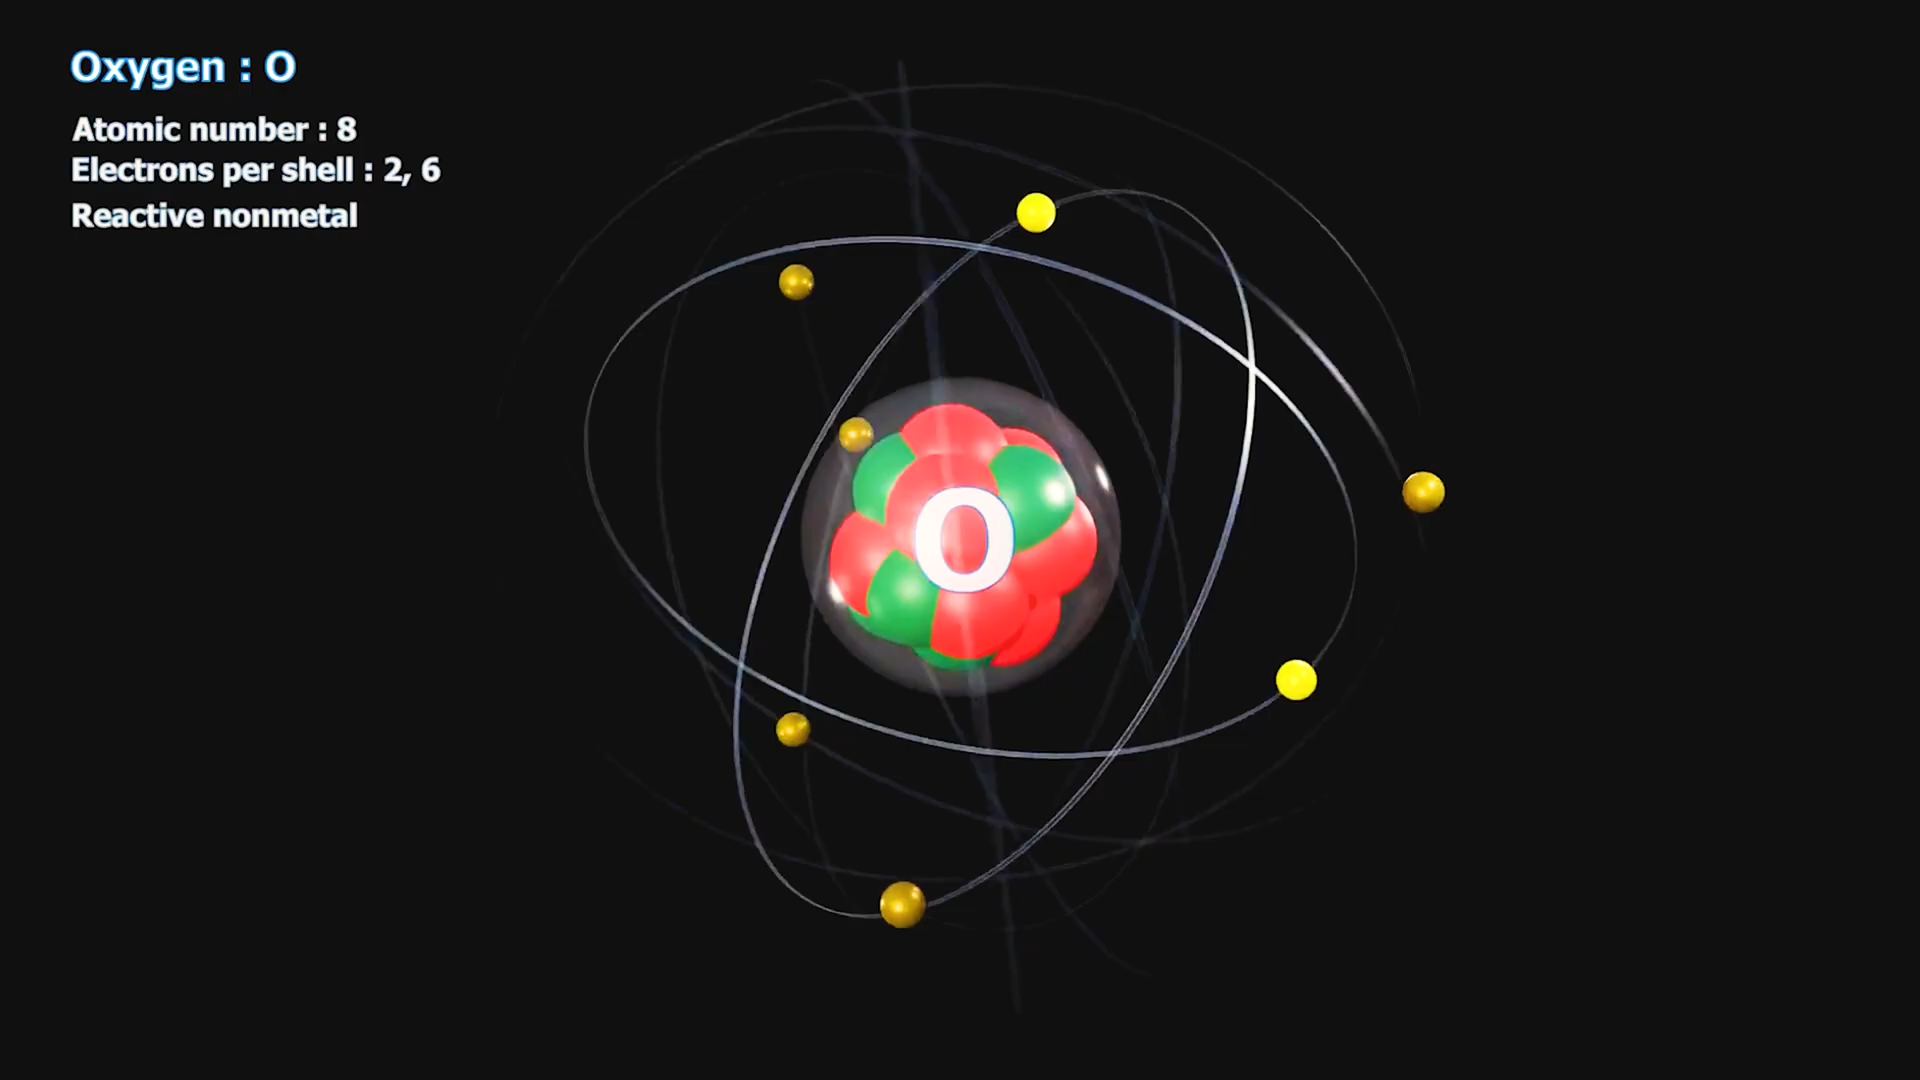 Oxygen : O
Atomic number : 8
Electrons per shell : 2, 6
Reactive nonmetal
O